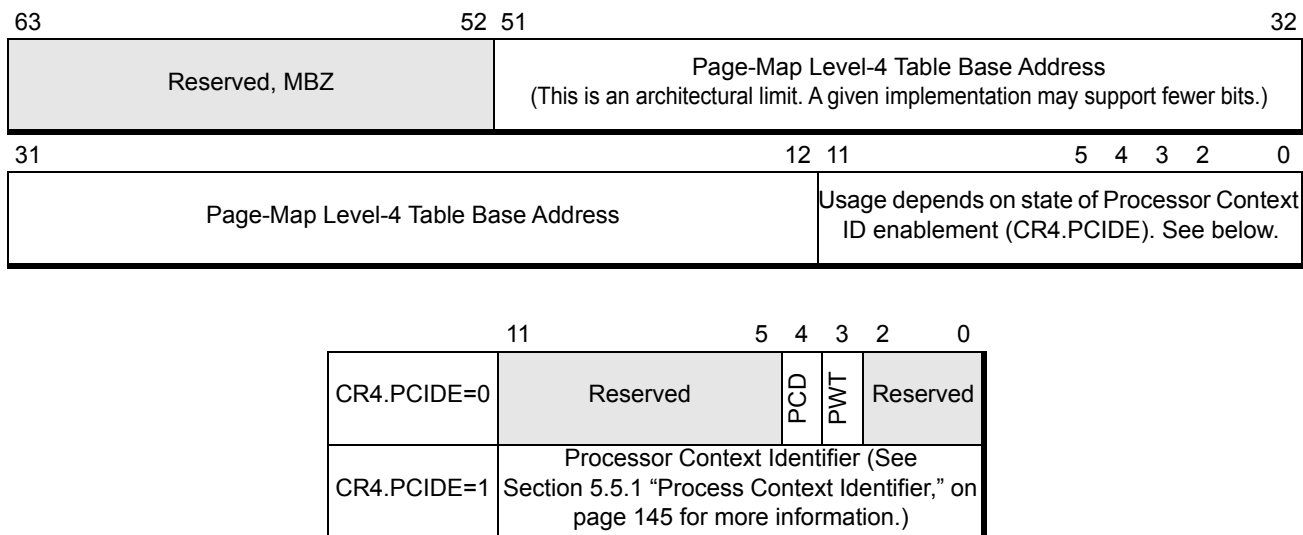 63 52 51 32
Reserved, MBZ
Page-Map Level-4 Table Base Address
(This is an architectural limit. A given implementation may support fewer bits.)
31 12 11 5 4 3 2 0
Page-Map Level-4 Table Base Address
Usage depends on state of Processor Context
ID enablement (CR4.PCIDE). See below.
11 5 4 3 2 0
CR4.PCIDE=0 Reserved PCD PWT Reserved
CR4.PCIDE=1
Processor Context Identifier (See
Section 5.5.1 “Process Context Identifier,” on
page 145 for more information.)